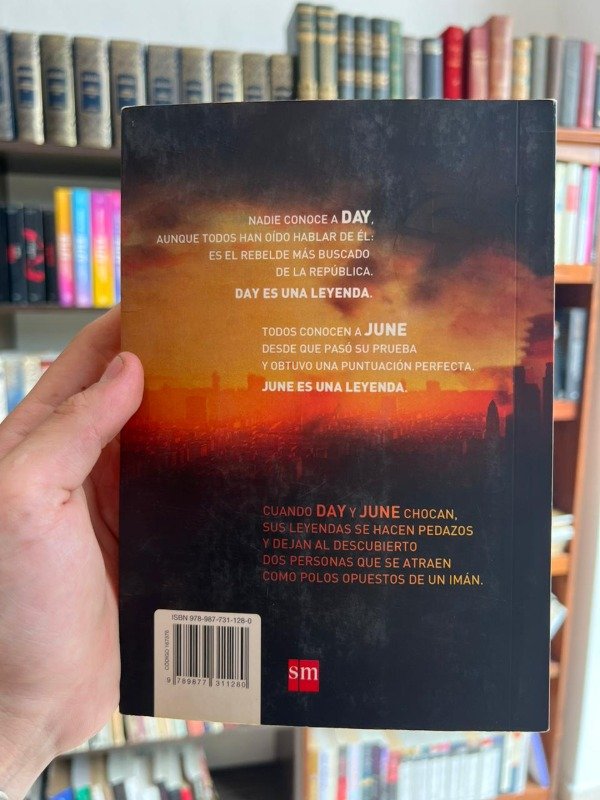 NADIE CONOCE A DAY,
AUNQUE TODOS HAN OÍDO HABLAR DE ÉL:
ES EL REBELDE MÁS BUSCADO
DE LA REPÚBLICA.
DAY ES UNA LEYENDA.
TODOS CONOCEN A JUNE
DESDE QUE PASÓ SU PRUEBA
Y OBTUVO UNA PUNTUACIÓN PERFECTA.
JUNE ES UNA LEYENDA.
CUANDO DAY Y JUNE CHOCAN,
SUS LEYENDAS SE HACEN PEDAZOS
Y DEJAN AL DESCUBIERTO
DOS PERSONAS QUE SE ATRAEN
COMO POLOS OPUESTOS DE UN IMÁN.
ISBN 978-987-731-128-0
9 789877 311280
sm